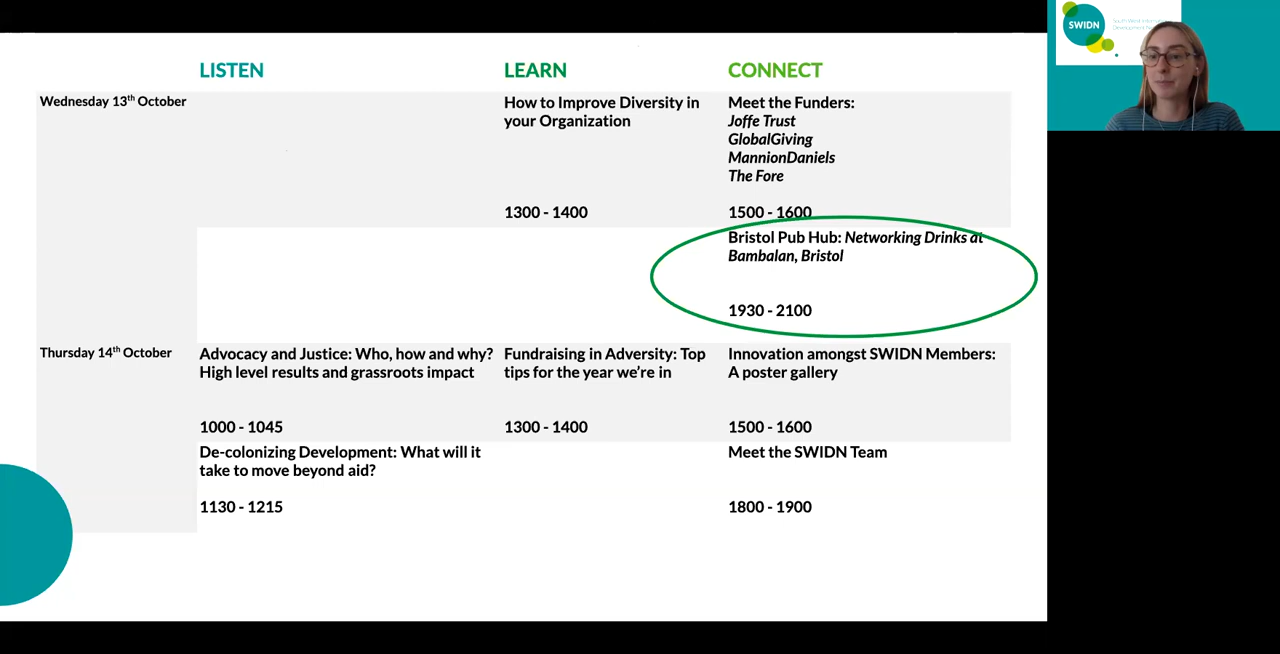 SWIDN
LISTEN
LEARN
CONNECT
Wednesday 13th October
How to Improve Diversity in
your Organization
1300 - 1400
Meet the Funders:
Joffe Trust
GlobalGiving
MannionDaniels
The Fore
1500 - 1600
Bristol Pub Hub: Networking Drinks at
Bambalan, Bristol
1930 - 2100
Thursday 14th October
Advocacy and Justice: Who, how and why?
High level results and grassroots impact
1000 - 1045
Fundraising in Adversity: Top
tips for the year we're in
1300 - 1400
Innovation amongst SWIDN Members:
A poster gallery
1500 - 1600
De-colonizing Development: What will it
take to move beyond aid?
1130 - 1215
Meet the SWIDN Team
1800 - 1900